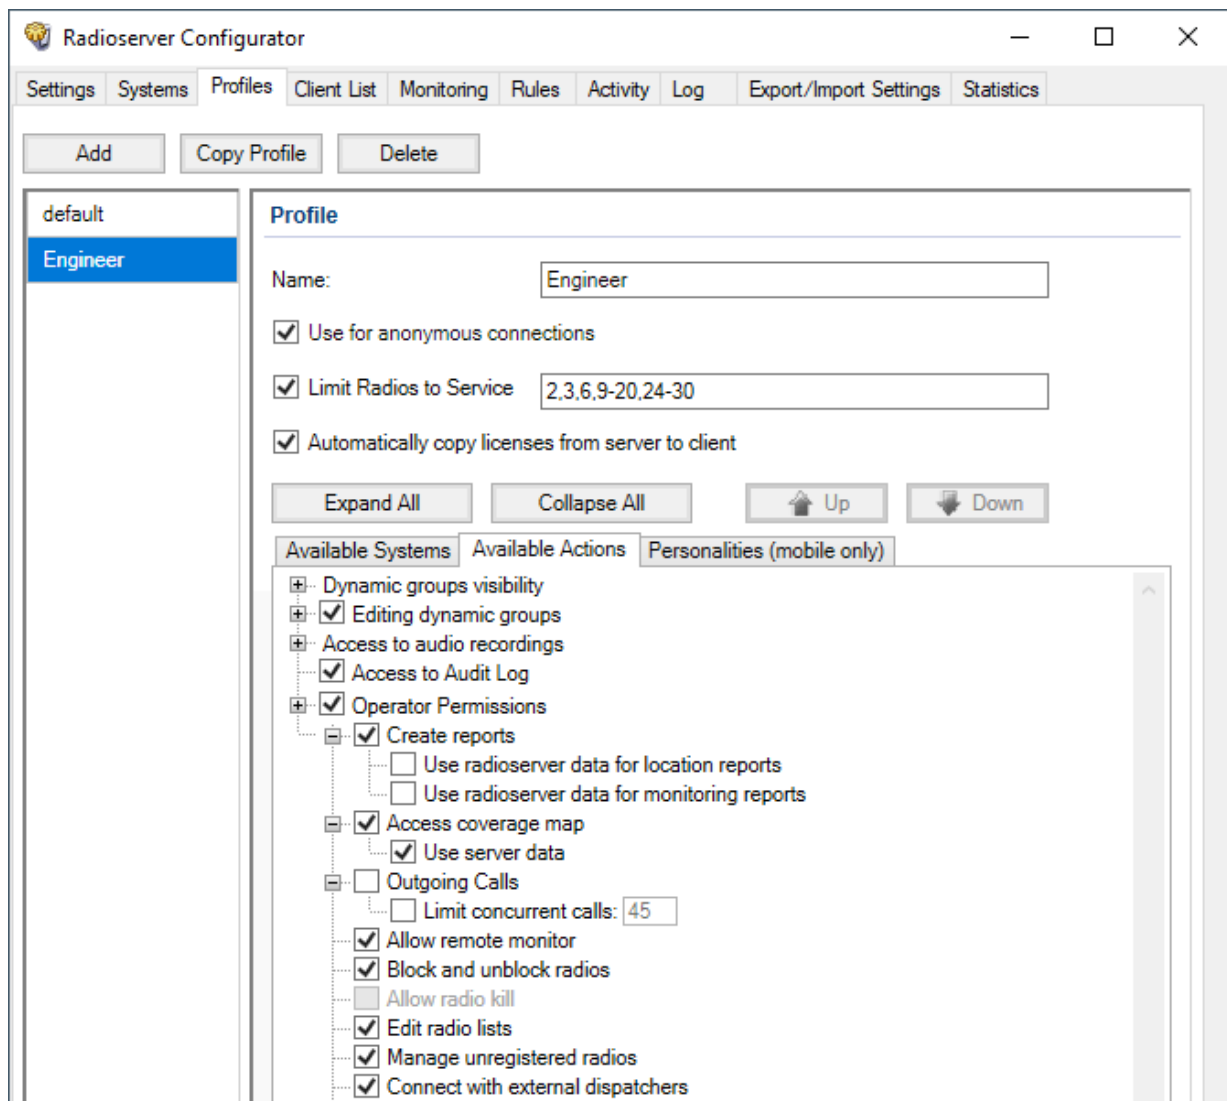 Radioserver Configurator
Settings Systems Profiles Client List Monitoring Rules Activity Log Export/Import Settings Statistics
Add Copy Profile Delete
default
Engineer
Profile
Name: Engineer
Use for anonymous connections
Limit Radios to Service 2,3,6,9-20,24-30
Automatically copy licenses from server to client
Expand All Collapse All Up Down
Available Systems Available Actions Personalities (mobile only)
Dynamic groups visibility
Editing dynamic groups
Access to audio recordings
Access to Audit Log
Operator Permissions
Create reports
Use radioserver data for location reports
Use radioserver data for monitoring reports
Access coverage map
Use server data
Outgoing Calls
Limit concurrent calls: 45
Allow remote monitor
Block and unblock radios
Allow radio kill
Edit radio lists
Manage unregistered radios
Connect with external dispatchers